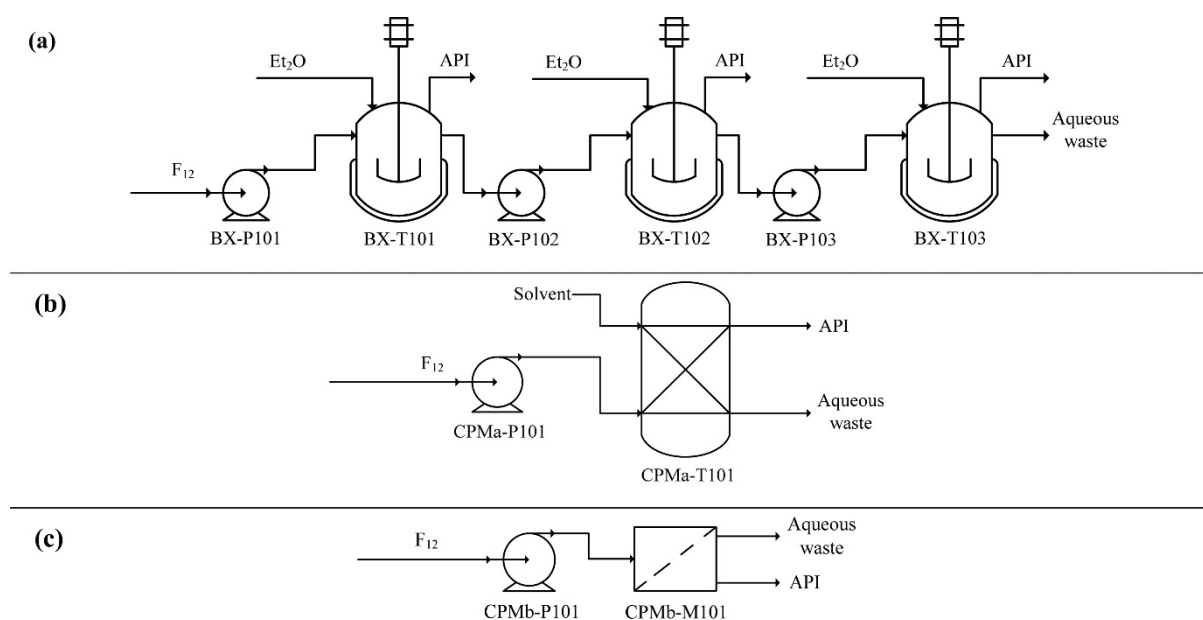 (a)
Et₂O API Et₂O API Et₂O API
Aqueous
waste
F₁₂
BX-P101 BX-T101 BX-P102 BX-T102 BX-P103 BX-T103
(b)
Solvent
API
F₁₂
Aqueous
waste
CPMa-P101
CPMa-T101
(c)
Aqueous
waste
F₁₂
API
CPMb-P101 CPMb-M101